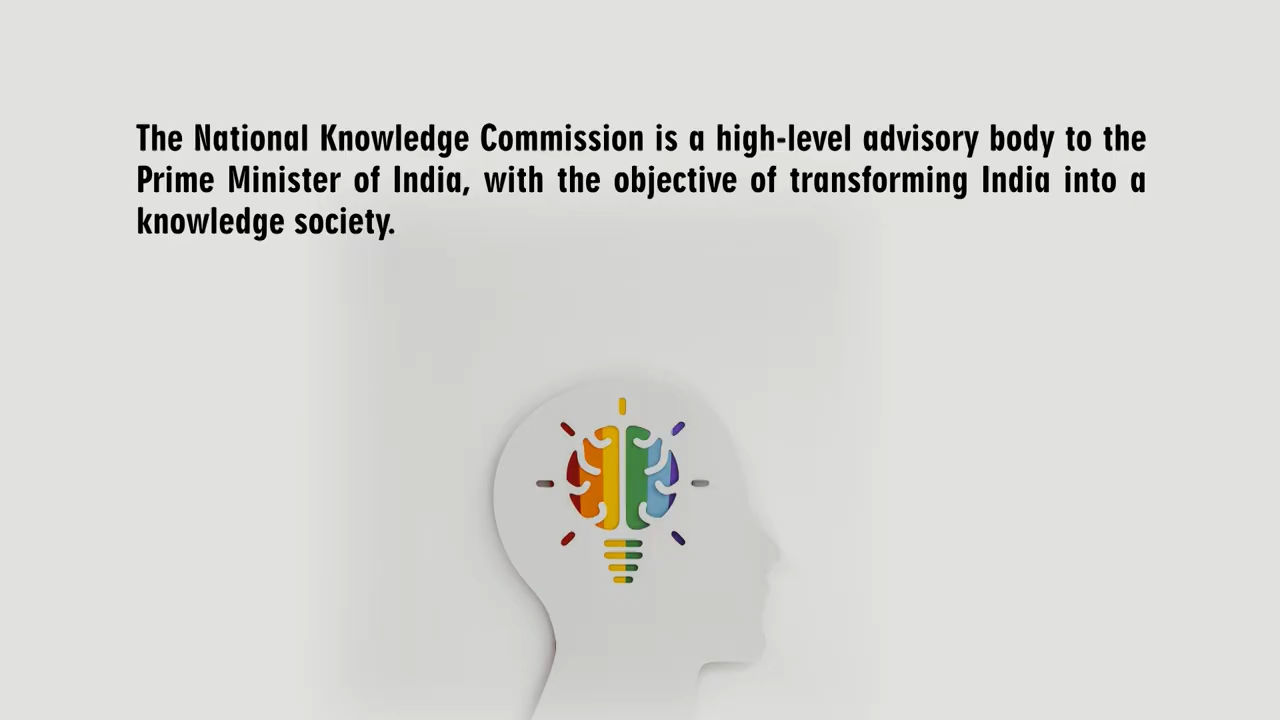 The National Knowledge Commission is a high-level advisory body to the
Prime Minister of India, with the objective of transforming India into a
knowledge society.